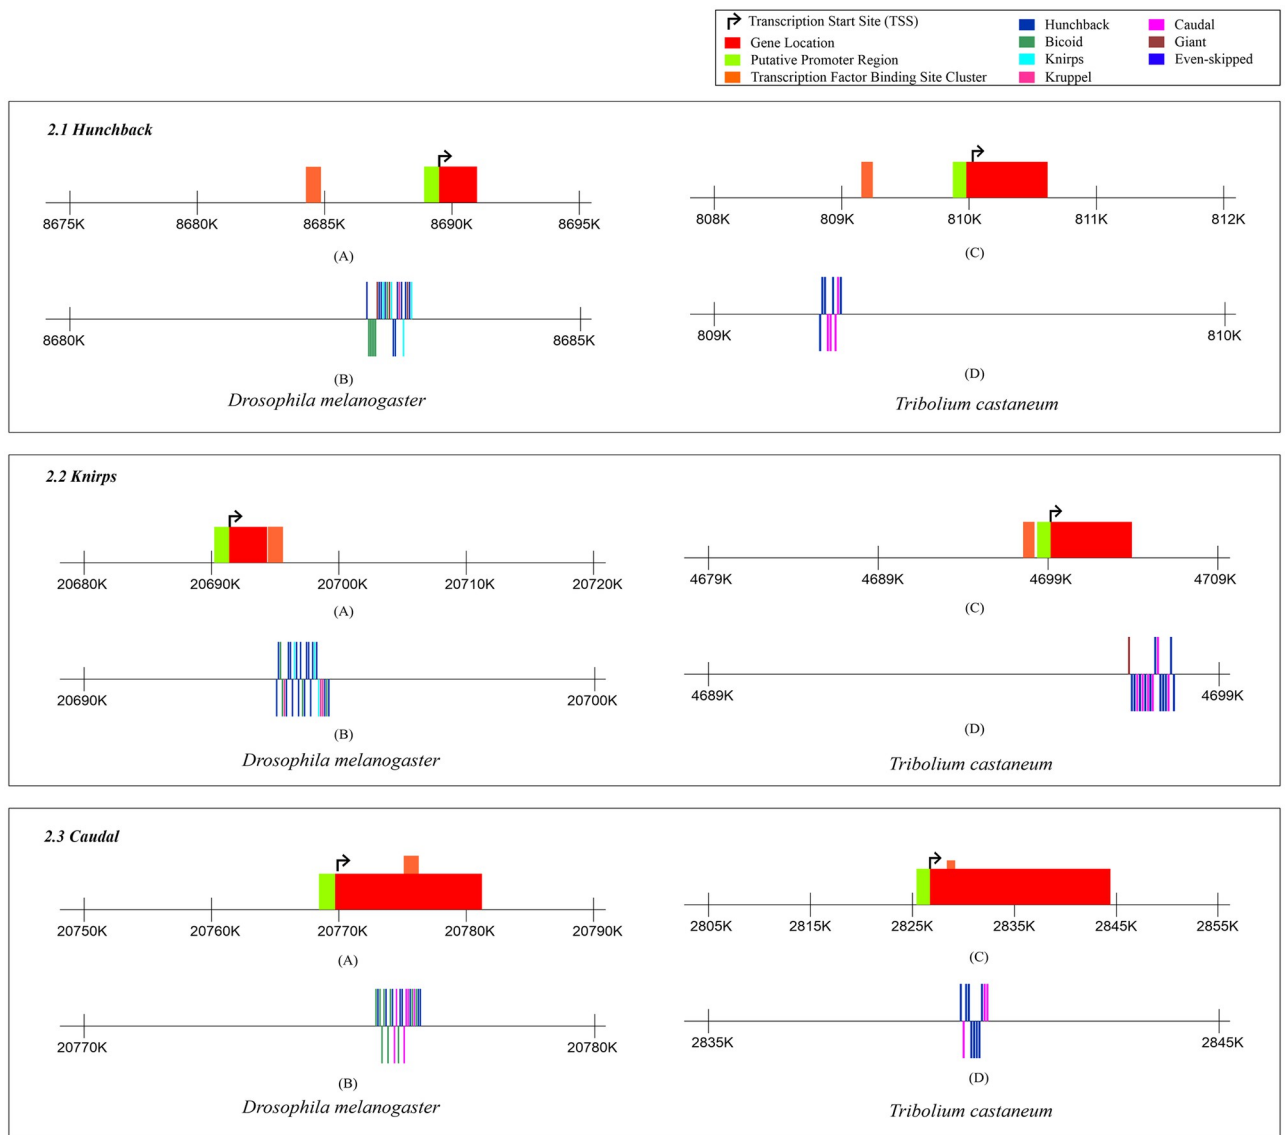 Transcription Start Site (TSS)
Gene Location
Putative Promoter Region
Transcription Factor Binding Site Cluster
Hunchback
Bicoid
Knirps
Kruppel
Caudal
Giant
Even-skipped
2.1 Hunchback
8675K 8680K 8685K 8690K 8695K
(A)
8680K 8685K
(B)
Drosophila melanogaster
808K 809K 810K 811K 812K
(C)
809K 810K
(D)
Tribolium castaneum
2.2 Knirps
20680K 20690K 20700K 20710K 20720K
(A)
20690K 20700K
(B)
Drosophila melanogaster
4679K 4689K 4699K 4709K
(C)
4689K 4699K
(D)
Tribolium castaneum
2.3 Caudal
20750K 20760K 20770K 20780K 20790K
(A)
20770K 20780K
(B)
Drosophila melanogaster
2805K 2815K 2825K 2835K 2845K 2855K
(C)
2835K 2845K
(D)
Tribolium castaneum